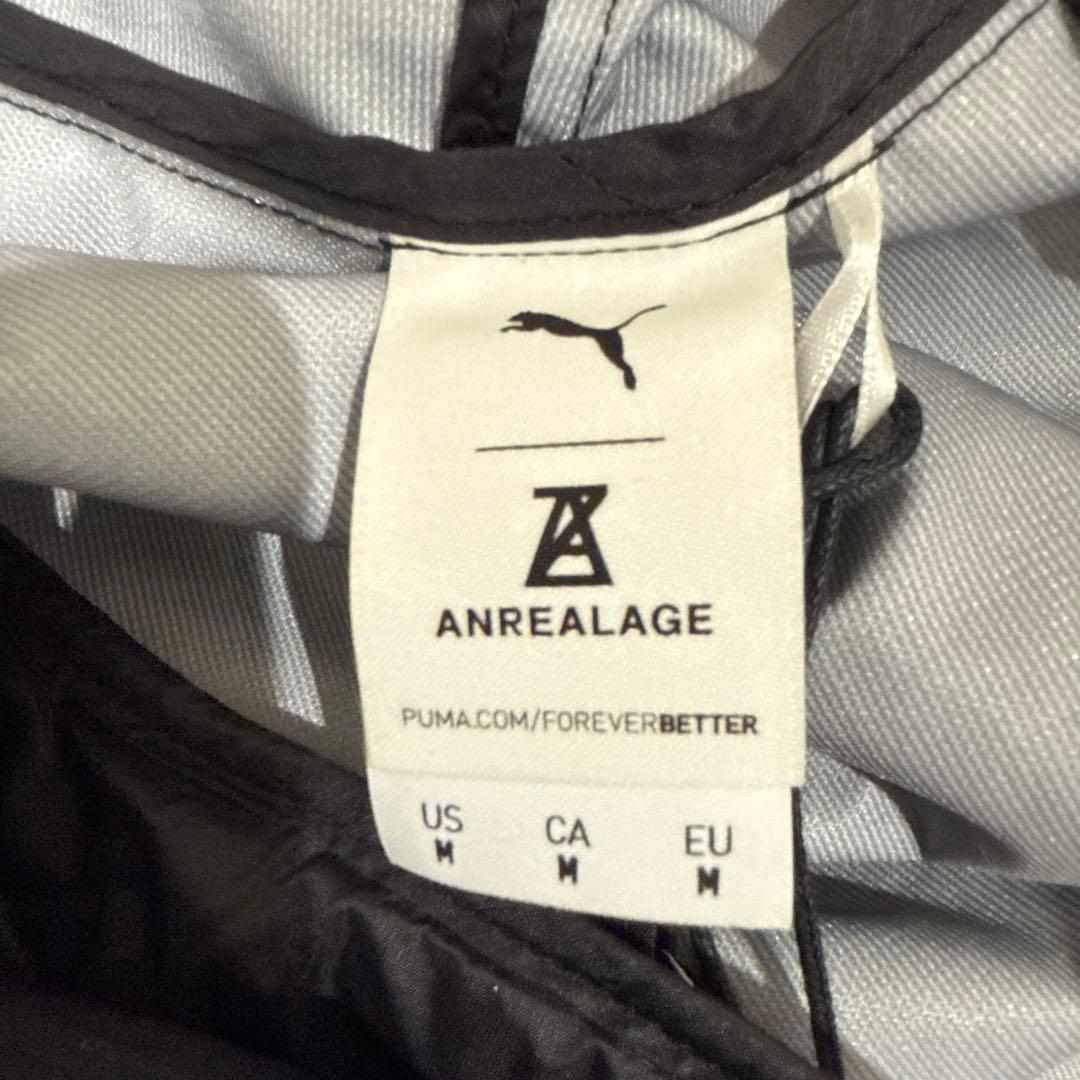 ANREALAGE
PUMA.COM/FOREVERBETTER
US CA EU
M M M